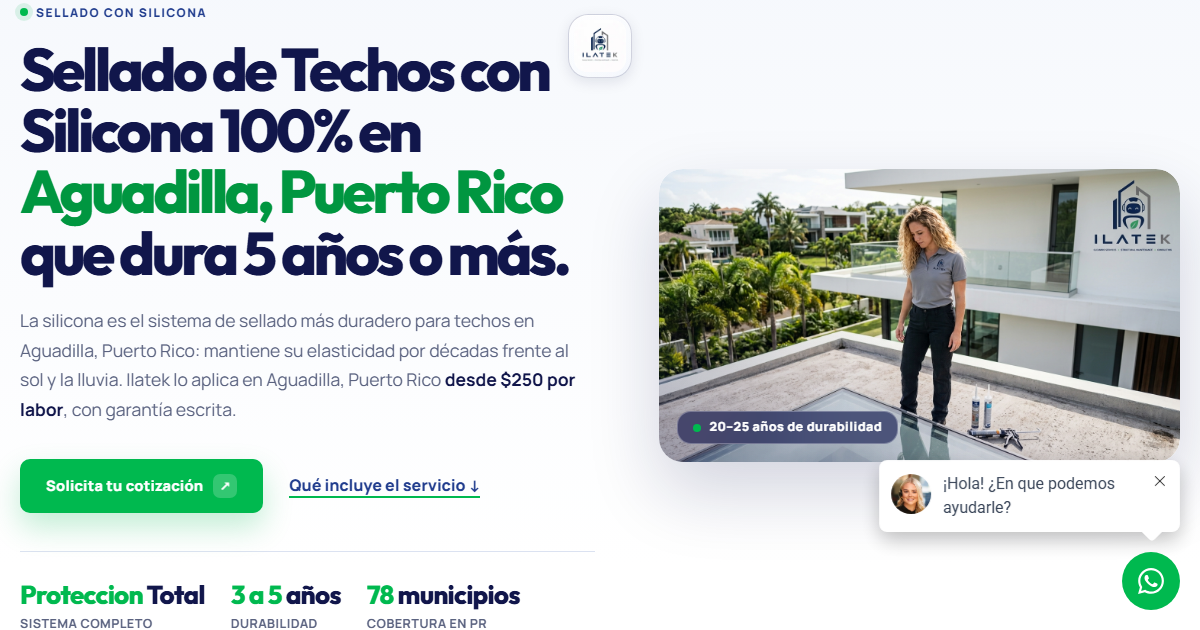 SELLADO CON SILICONA
Sellado de Techos con
Silicona 100% en
Aguadilla, Puerto Rico
que dura 5 años o más.
La silicona es el sistema de sellado más duradero para techos en
Aguadilla, Puerto Rico: mantiene su elasticidad por décadas frente al
sol y la lluvia. Ilatek lo aplica en Aguadilla, Puerto Rico desde $250 por
labor, con garantía escrita.
Solicita tu cotización ↗
Qué incluye el servicio ↓
Proteccion Total
SISTEMA COMPLETO
3 a 5 años
DURABILIDAD
78 municipios
COBERTURA EN PR
ILATEK
ILATEK
20–25 años de durabilidad
¡Hola! ¿En que podemos
ayudarle?